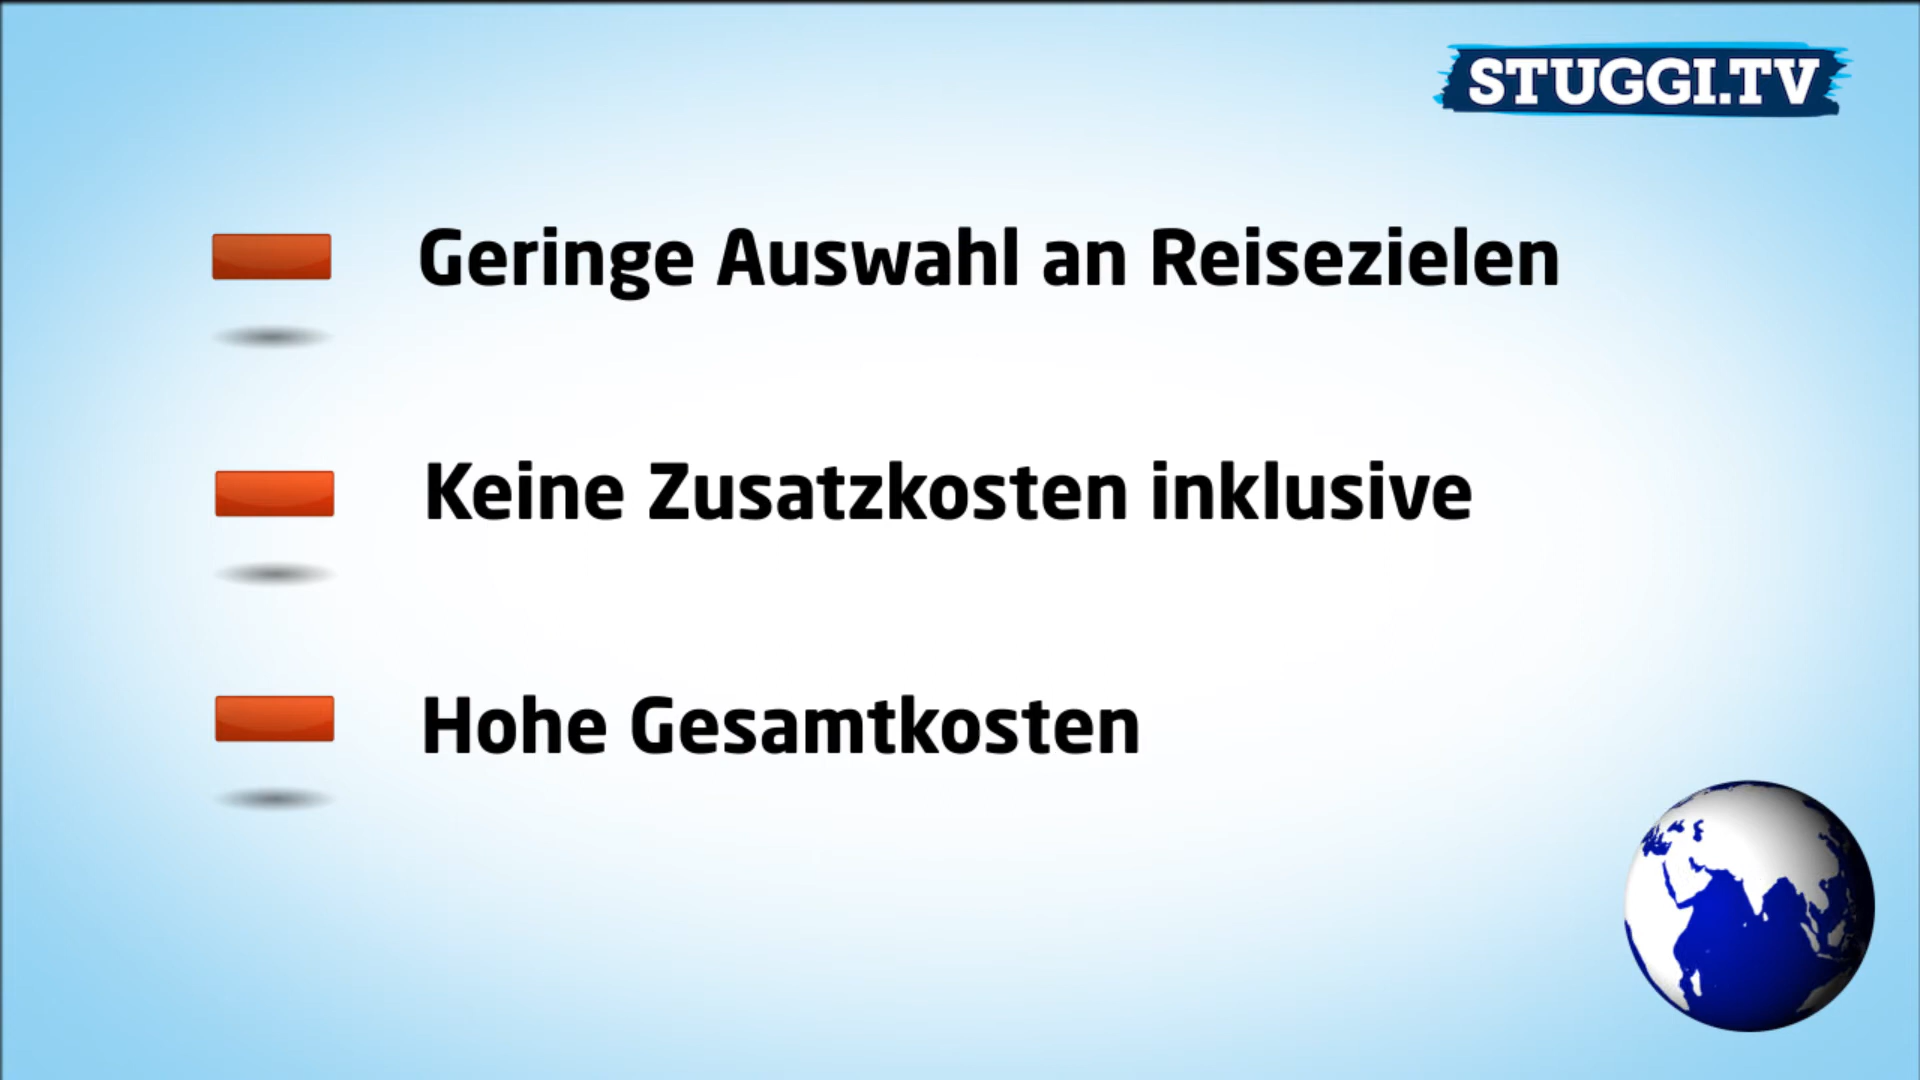 STUGGI.TV
Geringe Auswahl an Reisezielen
Keine Zusatzkosten inklusive
Hohe Gesamtkosten